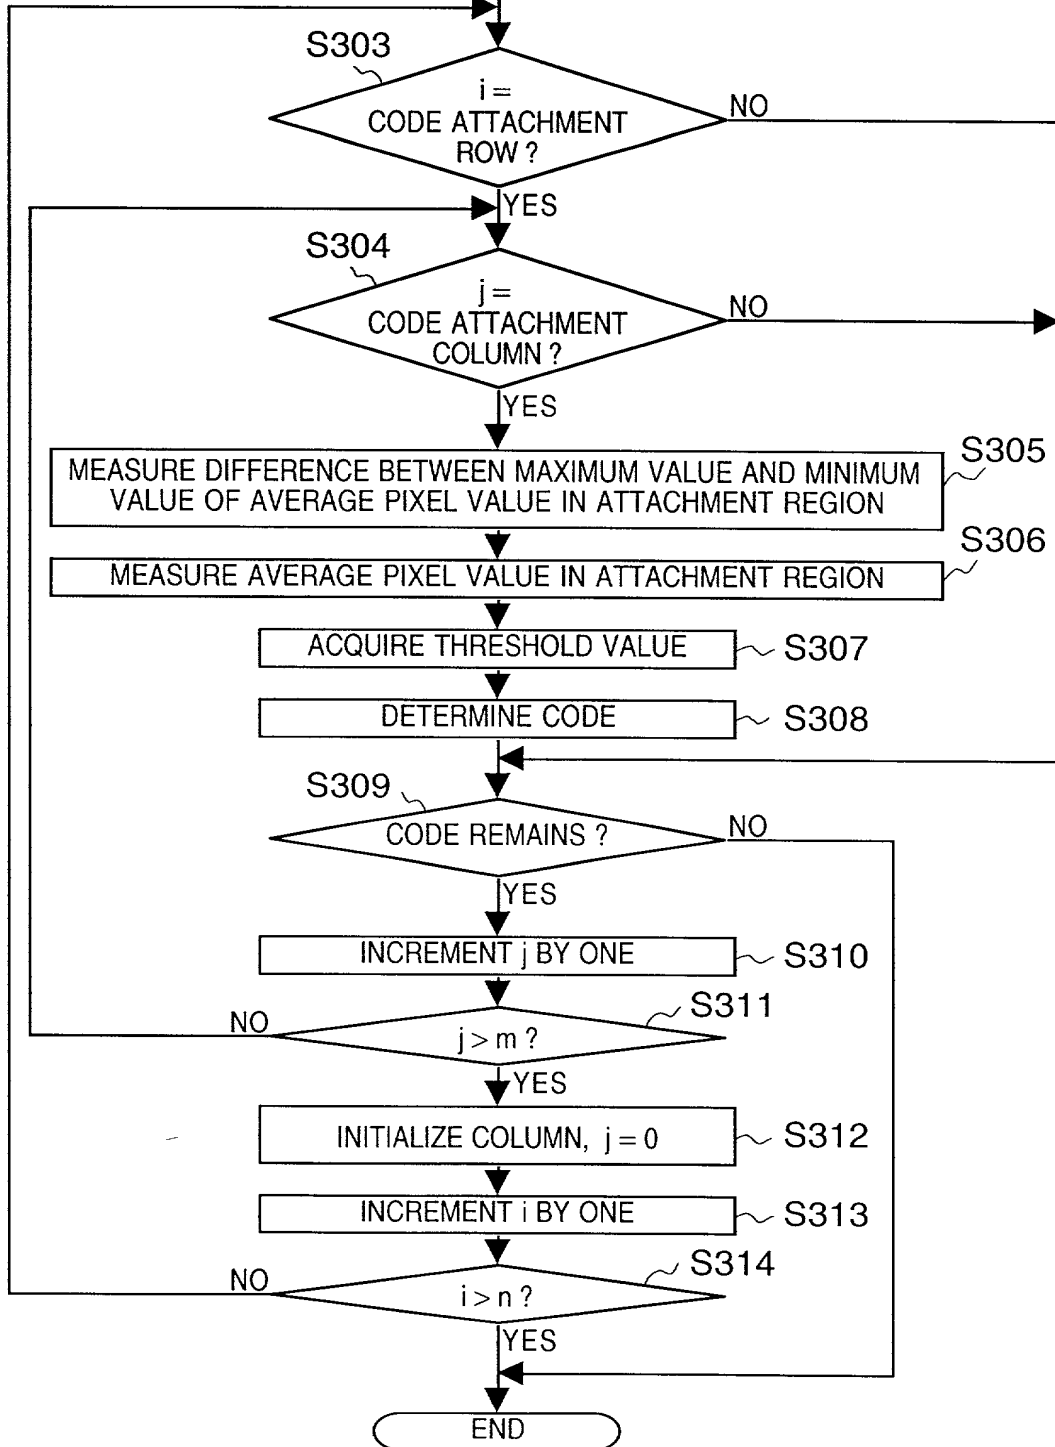 S303
i =
CODE ATTACHMENT
ROW ?
NO
YES
S304
j =
CODE ATTACHMENT
COLUMN ?
NO
YES
S305
MEASURE DIFFERENCE BETWEEN MAXIMUM VALUE AND MINIMUM
VALUE OF AVERAGE PIXEL VALUE IN ATTACHMENT REGION
S306
MEASURE AVERAGE PIXEL VALUE IN ATTACHMENT REGION
ACQUIRE THRESHOLD VALUE
S307
DETERMINE CODE
S308
S309
CODE REMAINS ?
NO
YES
INCREMENT j BY ONE
S310
S311
NO
j > m ?
YES
INITIALIZE COLUMN, j = 0
S312
INCREMENT i BY ONE
S313
S314
NO
i > n ?
YES
END